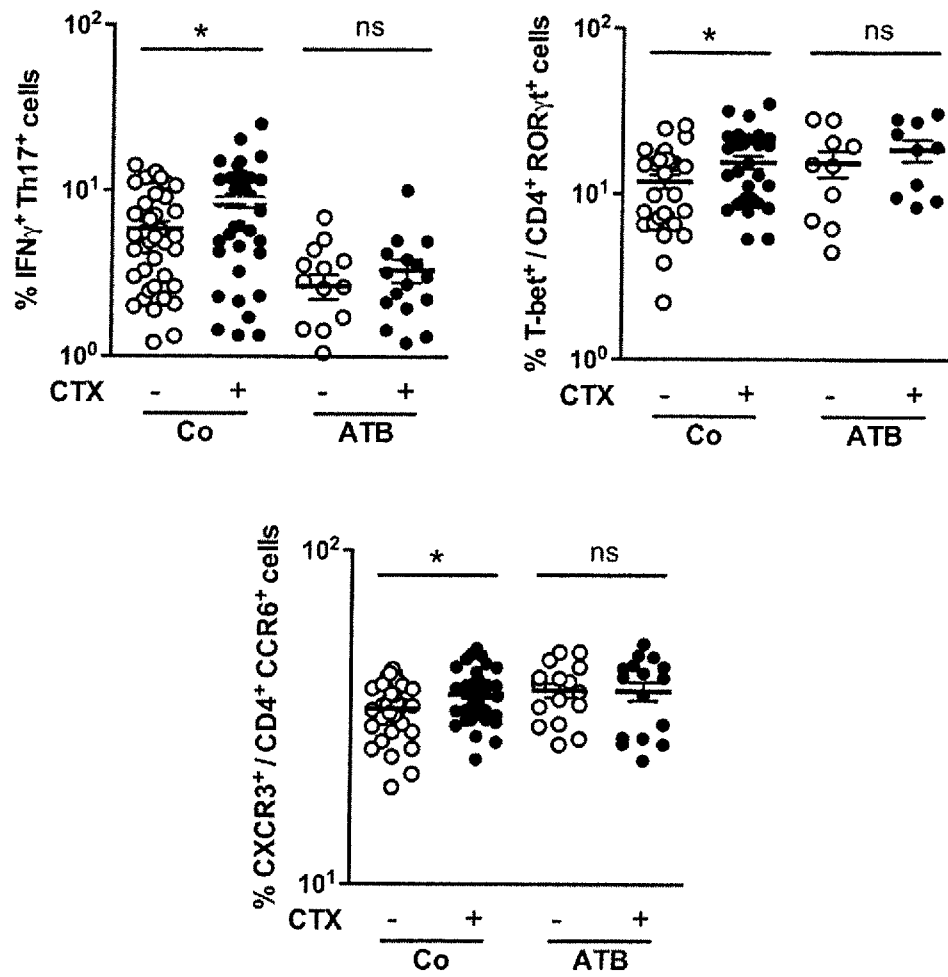 % IFNγ⁺ Th17⁺ cells
10²
10¹
10⁰
*
ns
CTX - + - +
Co ATB
% T-bet⁺ / CD4⁺ RORγt⁺ cells
10²
10¹
10⁰
*
ns
CTX - + - +
Co ATB
% CXCR3⁺ / CD4⁺ CCR6⁺ cells
10²
10¹
*
ns
CTX - + - +
Co ATB